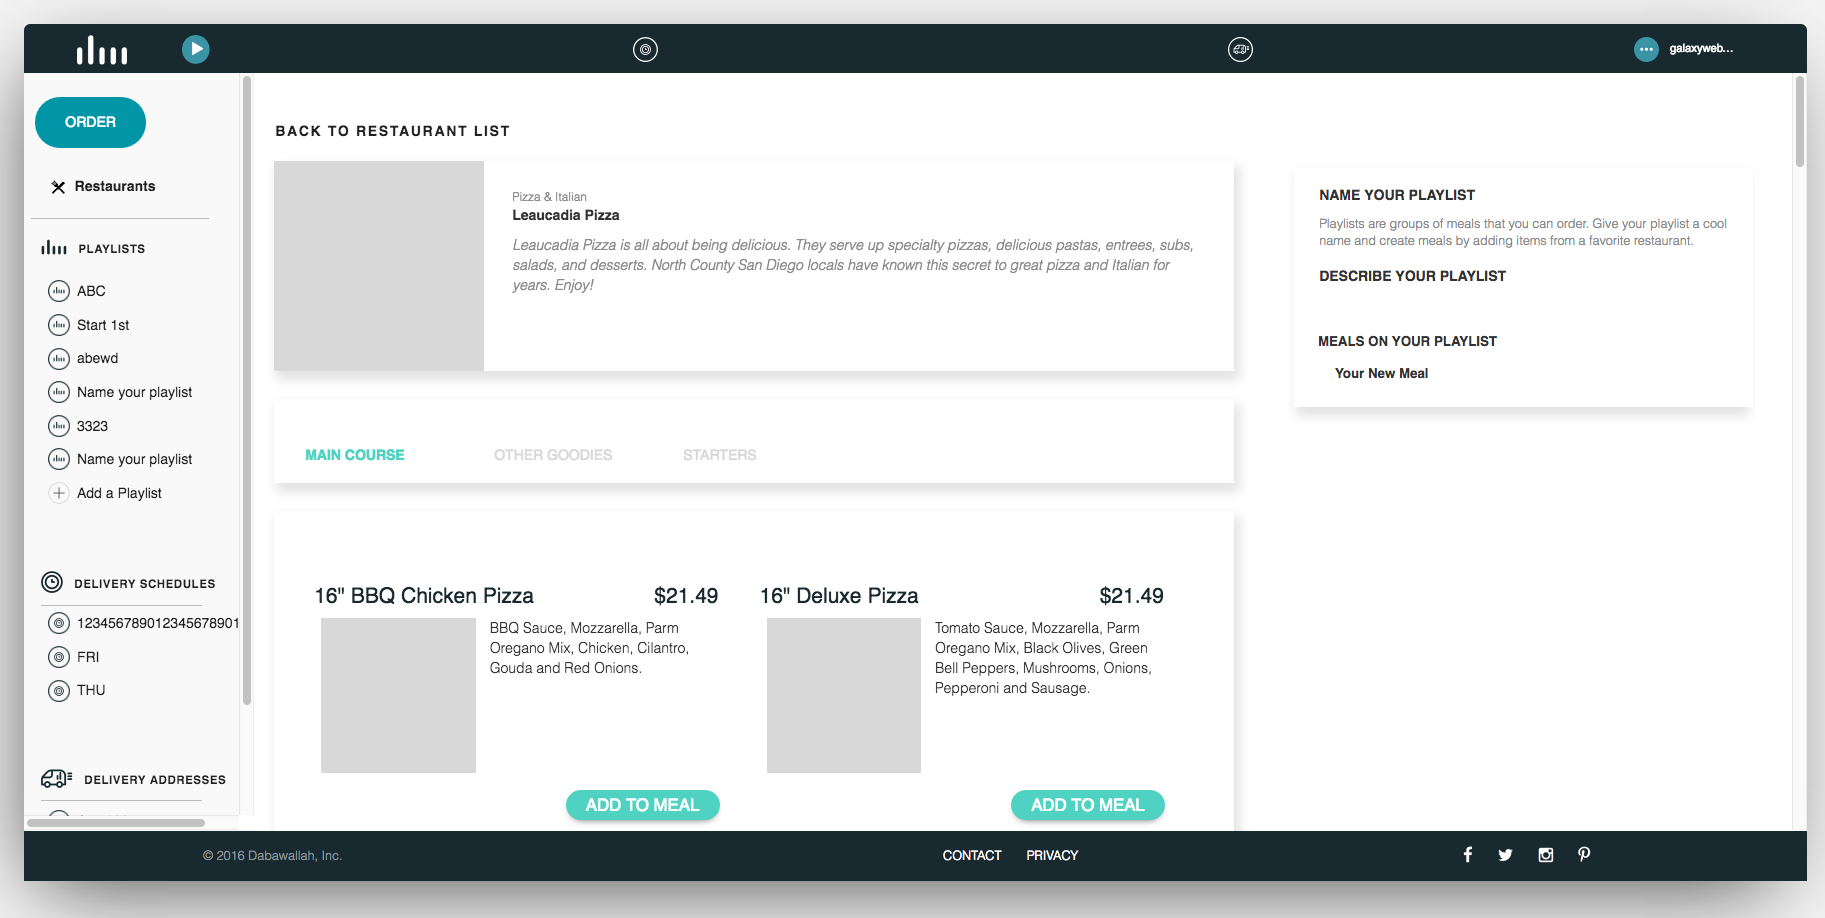 galaxyweb...
ORDER
Restaurants
PLAYLISTS
ABC
Start 1st
abewd
Name your playlist
3323
Name your playlist
Add a Playlist
DELIVERY SCHEDULES
123456789012345678901
FRI
THU
DELIVERY ADDRESSES
BACK TO RESTAURANT LIST
Pizza & Italian
Leaucadia Pizza
Leaucadia Pizza is all about being delicious. They serve up specialty pizzas, delicious pastas, entrees, subs,
salads, and desserts. North County San Diego locals have known this secret to great pizza and Italian for
years. Enjoy!
MAIN COURSE
OTHER GOODIES
STARTERS
16" BBQ Chicken Pizza
$21.49
BBQ Sauce, Mozzarella, Parm
Oregano Mix, Chicken, Cilantro,
Gouda and Red Onions.
ADD TO MEAL
16" Deluxe Pizza
$21.49
Tomato Sauce, Mozzarella, Parm
Oregano Mix, Black Olives, Green
Bell Peppers, Mushrooms, Onions,
Pepperoni and Sausage.
ADD TO MEAL
NAME YOUR PLAYLIST
Playlists are groups of meals that you can order. Give your playlist a cool
name and create meals by adding items from a favorite restaurant.
DESCRIBE YOUR PLAYLIST
MEALS ON YOUR PLAYLIST
Your New Meal
© 2016 Dabawallah, Inc.
CONTACT
PRIVACY